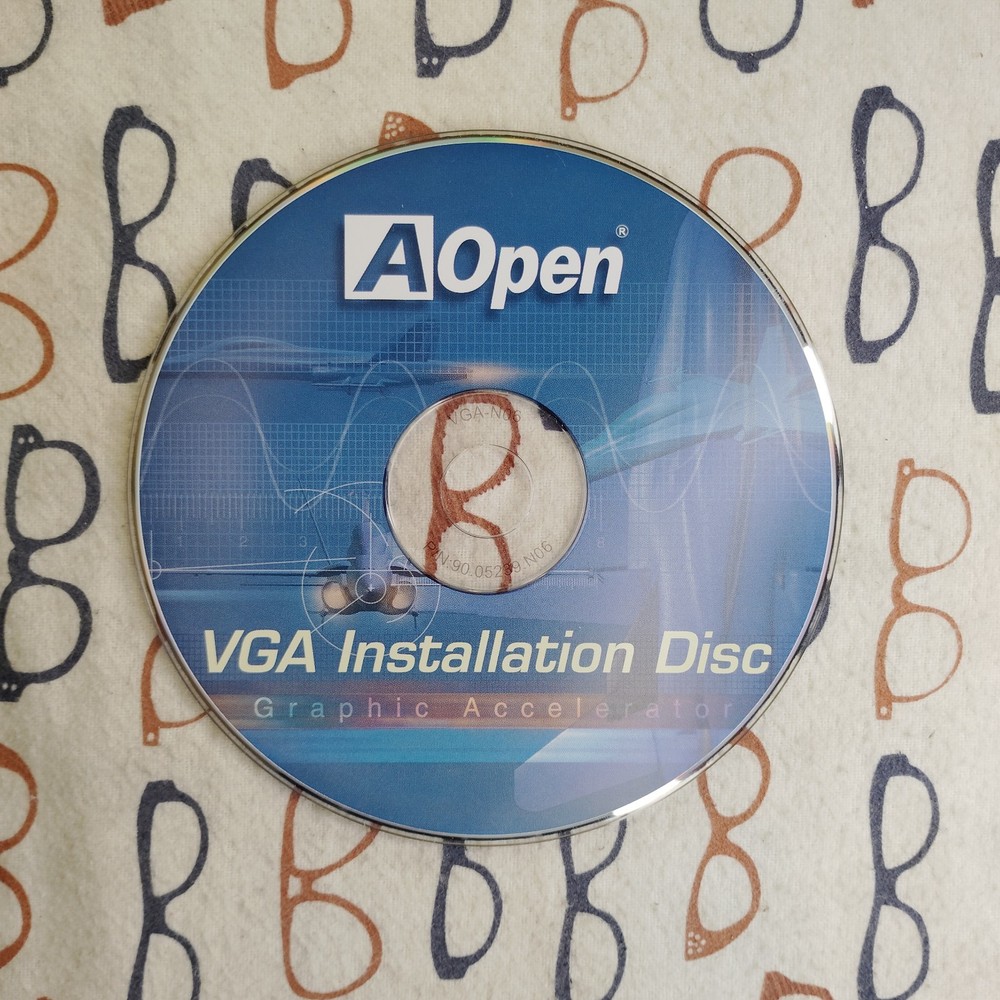 AOpen®
VGA-N06
P/N:90.05239.N06
VGA Installation Disc
Graphic Accelerator